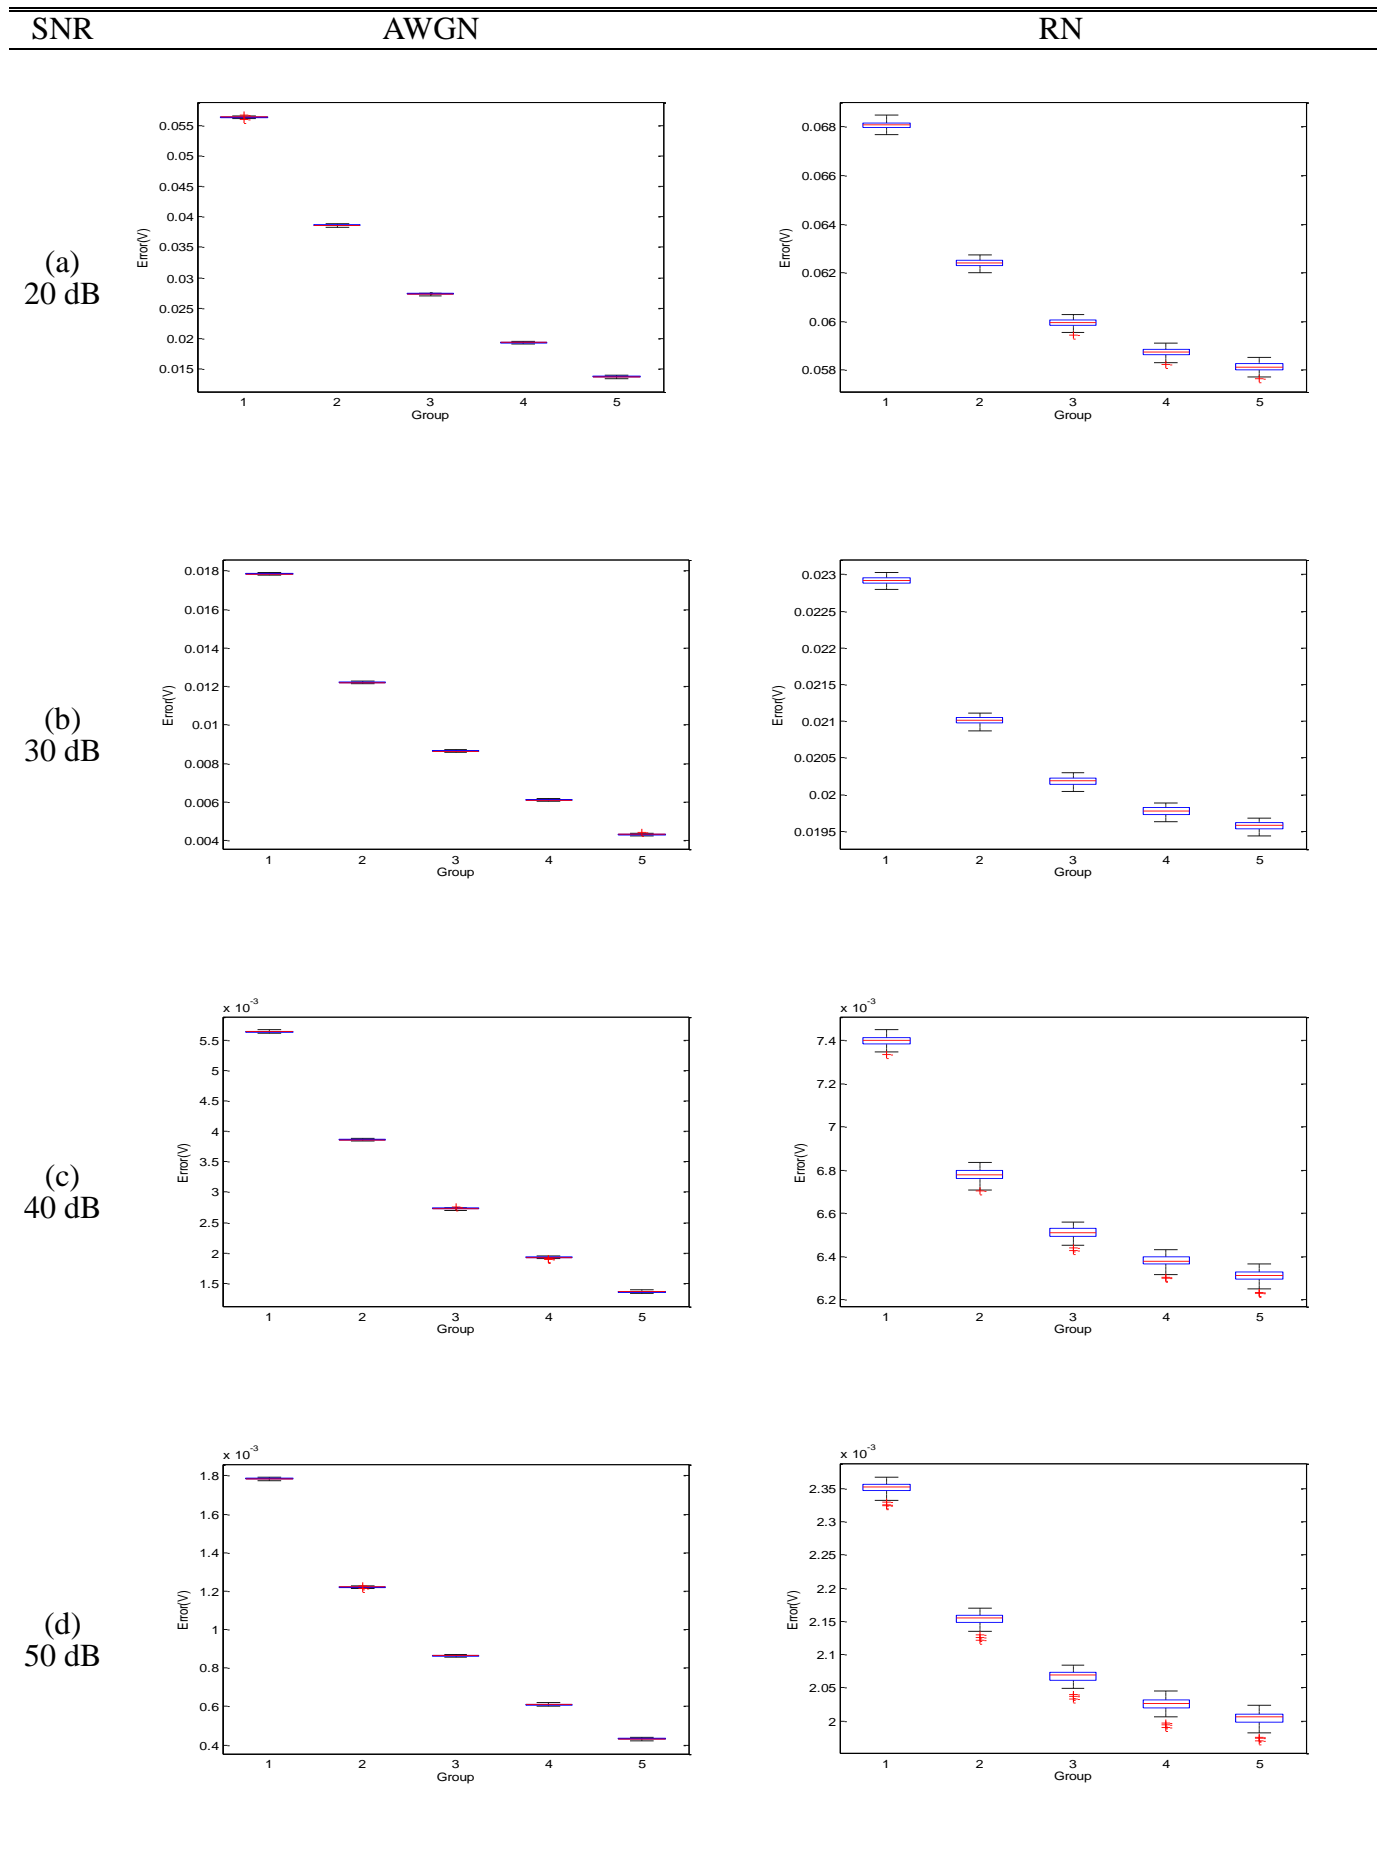 SNR AWGN RN
(a)
20 dB
0.055
0.05
0.045
0.04
0.035
0.03
0.025
0.02
0.015
Error(V)
1 2 3 4 5
Group
0.068
0.066
0.064
0.062
0.06
0.058
Error(V)
1 2 3 4 5
Group
(b)
30 dB
0.018
0.016
0.014
0.012
0.01
0.008
0.006
0.004
Error(V)
1 2 3 4 5
Group
0.023
0.0225
0.022
0.0215
0.021
0.0205
0.02
0.0195
Error(V)
1 2 3 4 5
Group
(c)
40 dB
x 10-3
5.5
5
4.5
4
3.5
3
2.5
2
1.5
Error(V)
1 2 3 4 5
Group
x 10-3
7.4
7.2
7
6.8
6.6
6.4
6.2
Error(V)
1 2 3 4 5
Group
(d)
50 dB
x 10-3
1.8
1.6
1.4
1.2
1
0.8
0.6
0.4
Error(V)
1 2 3 4 5
Group
x 10-3
2.35
2.3
2.25
2.2
2.15
2.1
2.05
2
Error(V)
1 2 3 4 5
Group